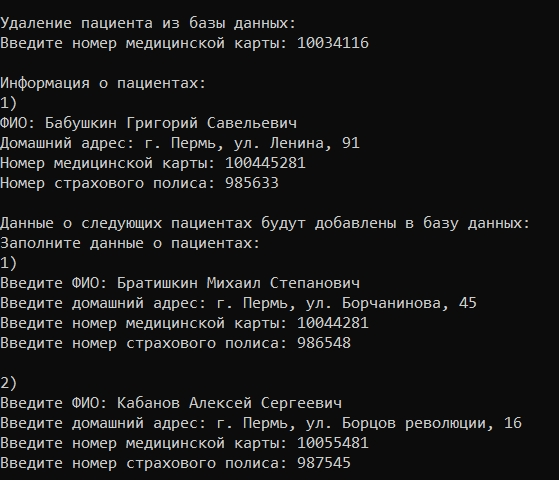 Удаление пациента из базы данных:
Введите номер медицинской карты: 10034116
Информация о пациентах:
1)
ФИО: Бабушкин Григорий Савельевич
Домашний адрес: г. Пермь, ул. Ленина, 91
Номер медицинской карты: 100445281
Номер страхового полиса: 985633
Данные о следующих пациентах будут добавлены в базу данных:
Заполните данные о пациентах:
1)
Введите ФИО: Братишкин Михаил Степанович
Введите домашний адрес: г. Пермь, ул. Борчанинова, 45
Введите номер медицинской карты: 10044281
Введите номер страхового полиса: 986548
2)
Введите ФИО: Кабанов Алексей Сергеевич
Введите домашний адрес: г. Пермь, ул. Борцов революции, 16
Введите номер медицинской карты: 10055481
Введите номер страхового полиса: 987545